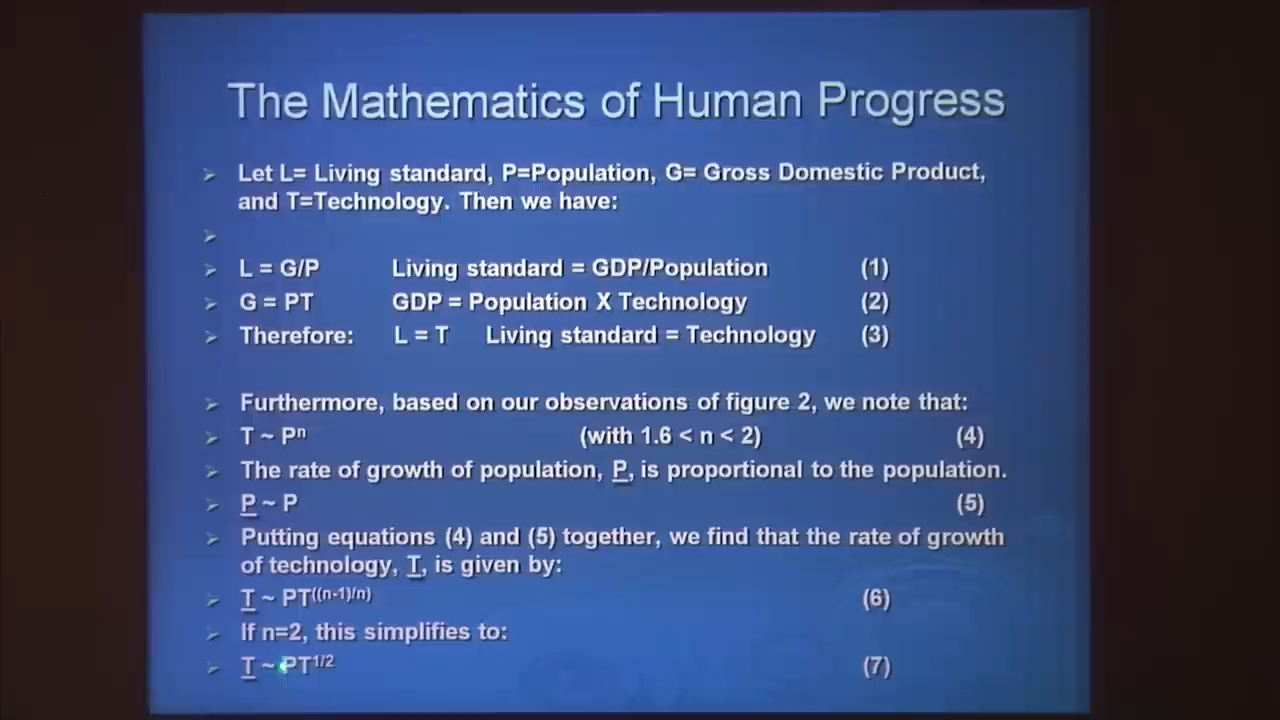 The Mathematics of Human Progress
Let L= Living standard, P=Population, G= Gross Domestic Product,
and T=Technology. Then we have:
L = G/P Living standard = GDP/Population (1)
G = PT GDP = Population X Technology (2)
Therefore: L = T Living standard = Technology (3)
Furthermore, based on our observations of figure 2, we note that:
T ~ Pⁿ (with 1.6 < n < 2) (4)
The rate of growth of population, P, is proportional to the population.
P ~ P (5)
Putting equations (4) and (5) together, we find that the rate of growth
of technology, T, is given by:
T ~ PT((n-1)/n) (6)
If n=2, this simplifies to:
T ~ PT1/2 (7)